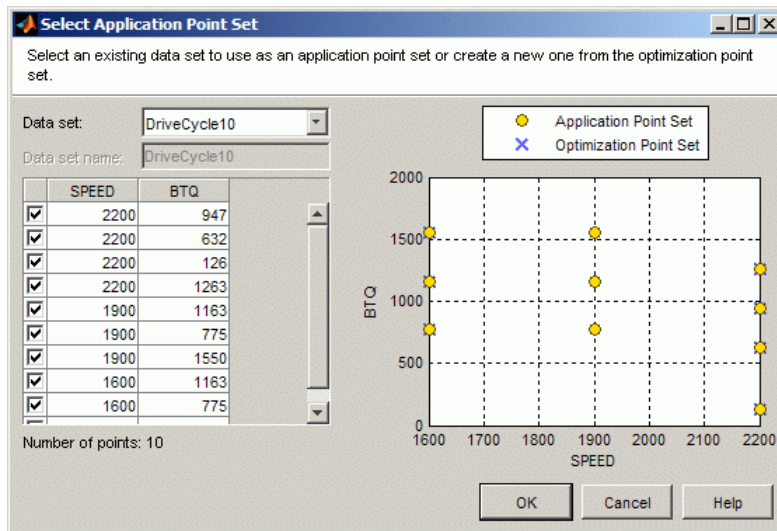 Select Application Point Set
Select an existing data set to use as an application point set or create a new one from the optimization point
set.
Data set: DriveCycle10
Data set name: DriveCycle10
SPEED BTQ
2200 947
2200 632
2200 126
2200 1263
1900 1163
1900 775
1900 1550
1600 1163
1600 775
Number of points: 10
Application Point Set
Optimization Point Set
2000
1500
1000
500
0
BTQ
1600 1700 1800 1900 2000 2100 2200
SPEED
OK Cancel Help